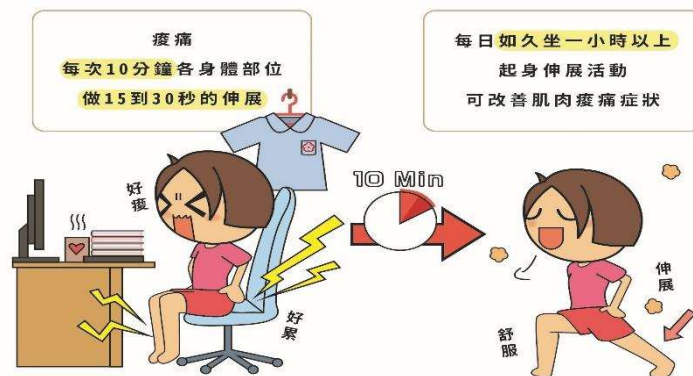 痠痛
每次10分鐘各身體部位
做15到30秒的伸展
每日如久坐一小時以上
起身伸展活動
可改善肌肉痠痛症狀
好痠
好累
10 Min
伸展
舒服